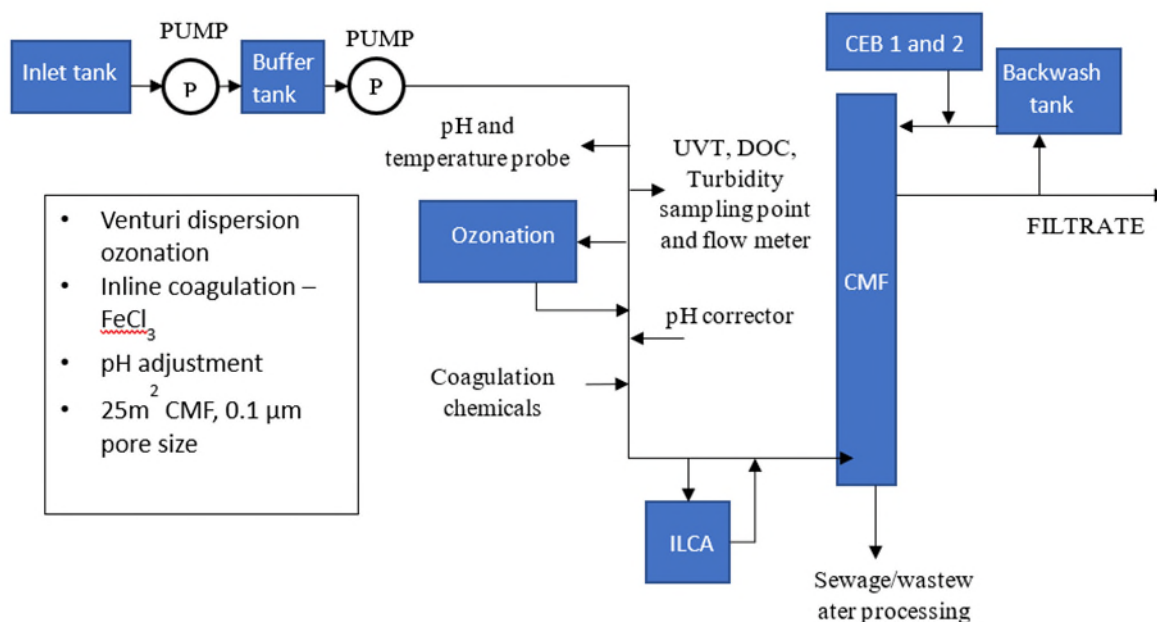 PUMP
PUMP
CEB 1 and 2
Inlet tank
P
Buffer
tank
P
Backwash
tank
pH and
temperature probe
UVT, DOC,
Turbidity
sampling point
and flow meter
Ozonation
FILTRATE
CMF
pH corrector
Coagulation
chemicals
ILCA
Sewage/wastew
ater processing
• Venturi dispersion
ozonation
• Inline coagulation –
FeCl3
• pH adjustment
• 25m2 CMF, 0.1 µm
pore size